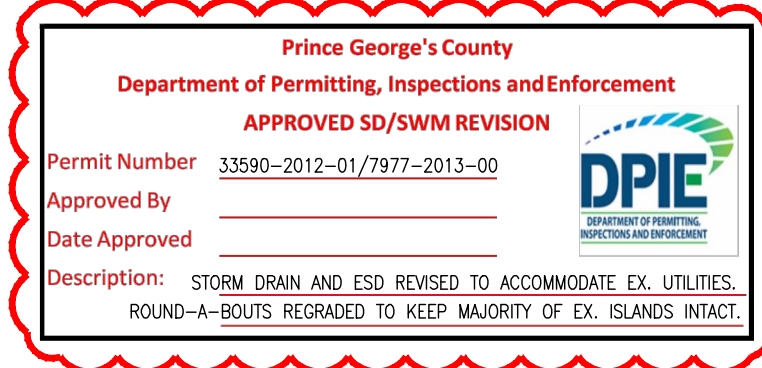 Prince George's County
Department of Permitting, Inspections and Enforcement
APPROVED SD/SWM REVISION
Permit Number 33590-2012-01/7977-2013-00
Approved By
Date Approved
Description: STORM DRAIN AND ESD REVISED TO ACCOMMODATE EX. UTILITIES.
ROUND-A-BOUTS REGRADED TO KEEP MAJORITY OF EX. ISLANDS INTACT.
DPIE
DEPARTMENT OF PERMITTING,
INSPECTIONS AND ENFORCEMENT